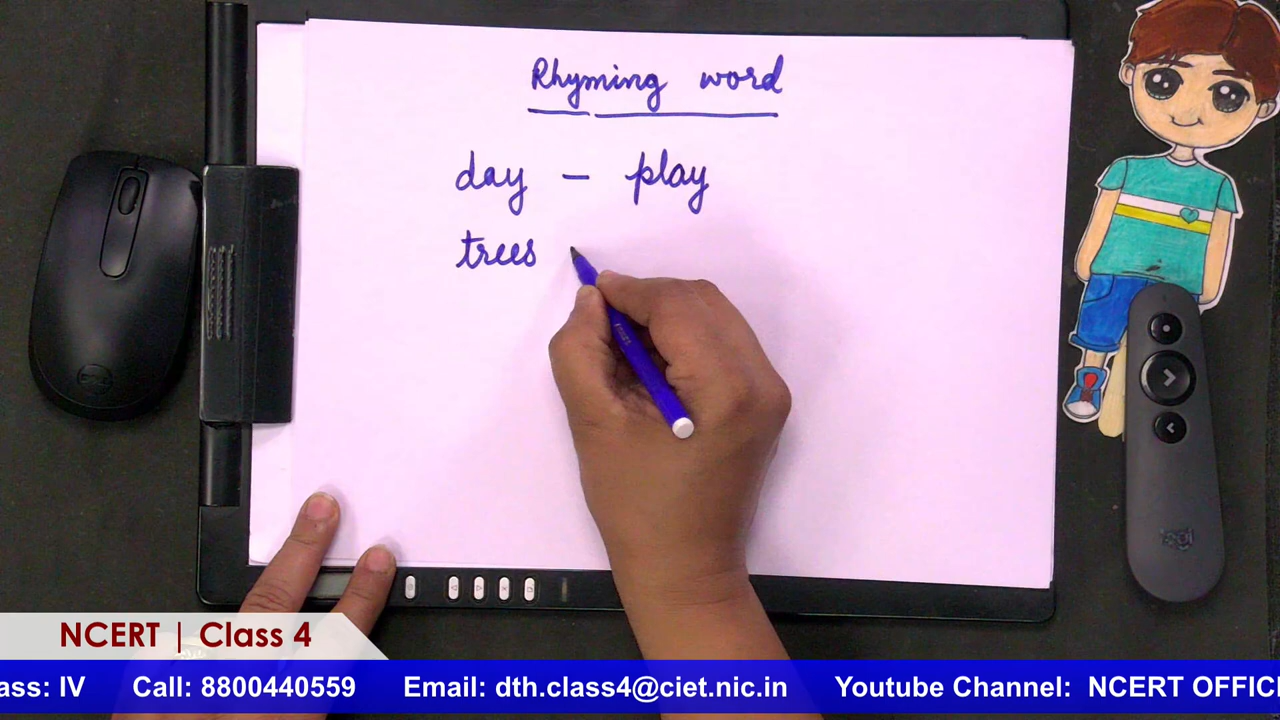 Rhyming word
day – play
trees
NCERT | Class 4
ass: IV Call: 8800440559 Email: dth.class4@ciet.nic.in Youtube Channel: NCERT OFFIC